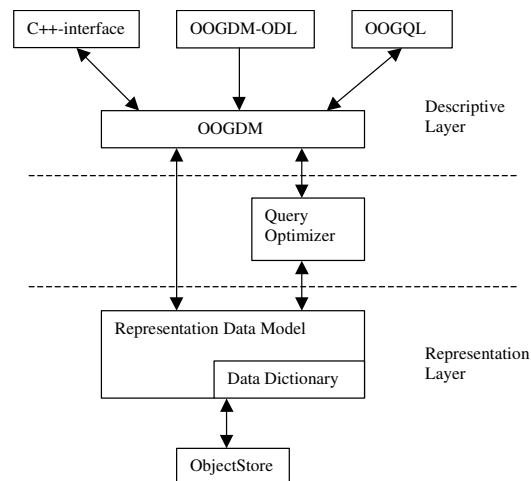 C++-interface
OOGDM-ODL
OOGQL
OOGDM
Descriptive
Layer
Query
Optimizer
Representation Data Model
Data Dictionary
Representation
Layer
ObjectStore